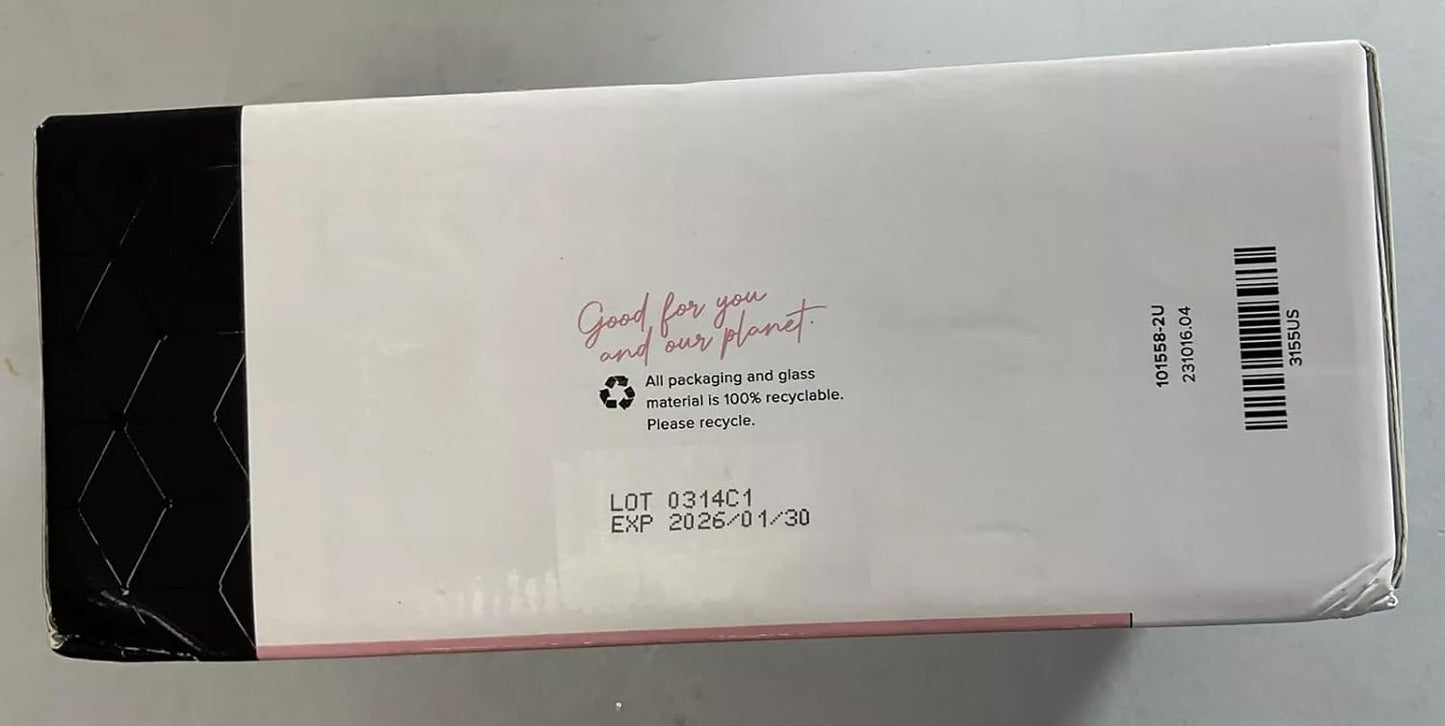 Good for you
and our planet.
All packaging and glass
material is 100% recyclable.
Please recycle.
LOT 0314C1
EXP 2026/01/30
101558-2U
231016.04
3155US